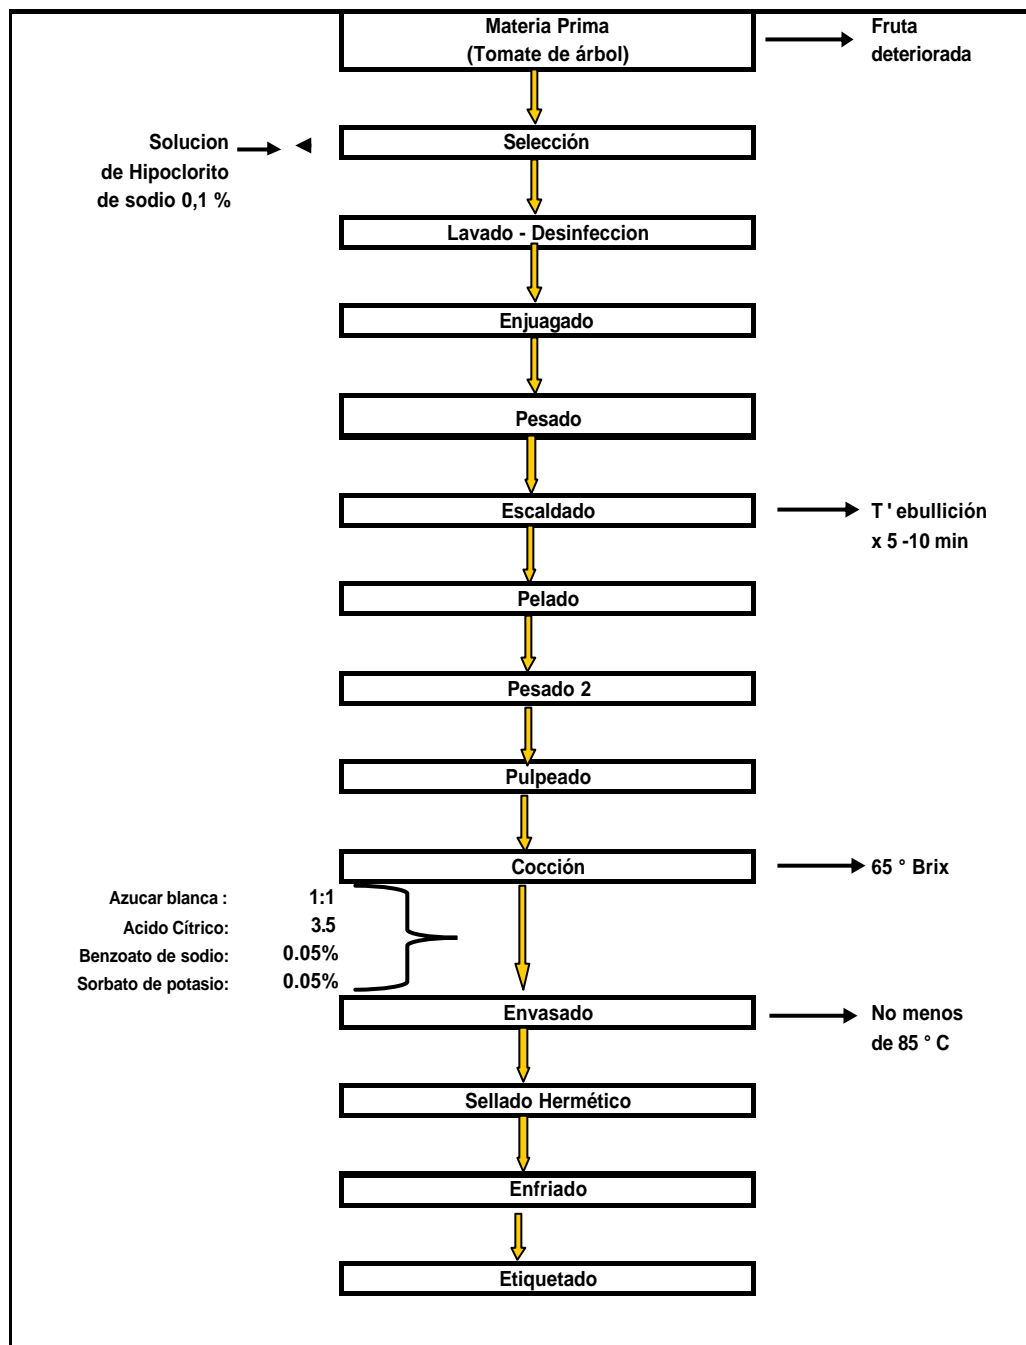 Materia Prima
(Tomate de árbol)
Fruta
deteriorada
Solucion
de Hipoclorito
de sodio 0,1 %
Selección
Lavado - Desinfeccion
Enjuagado
Pesado
Escaldado
T ' ebullición
x 5 -10 min
Pelado
Pesado 2
Pulpeado
Cocción
65 ° Brix
Azucar blanca : 1:1
Acido Cítrico: 3.5
Benzoato de sodio: 0.05%
Sorbato de potasio: 0.05%
Envasado
No menos
de 85 ° C
Sellado Hermético
Enfriado
Etiquetado